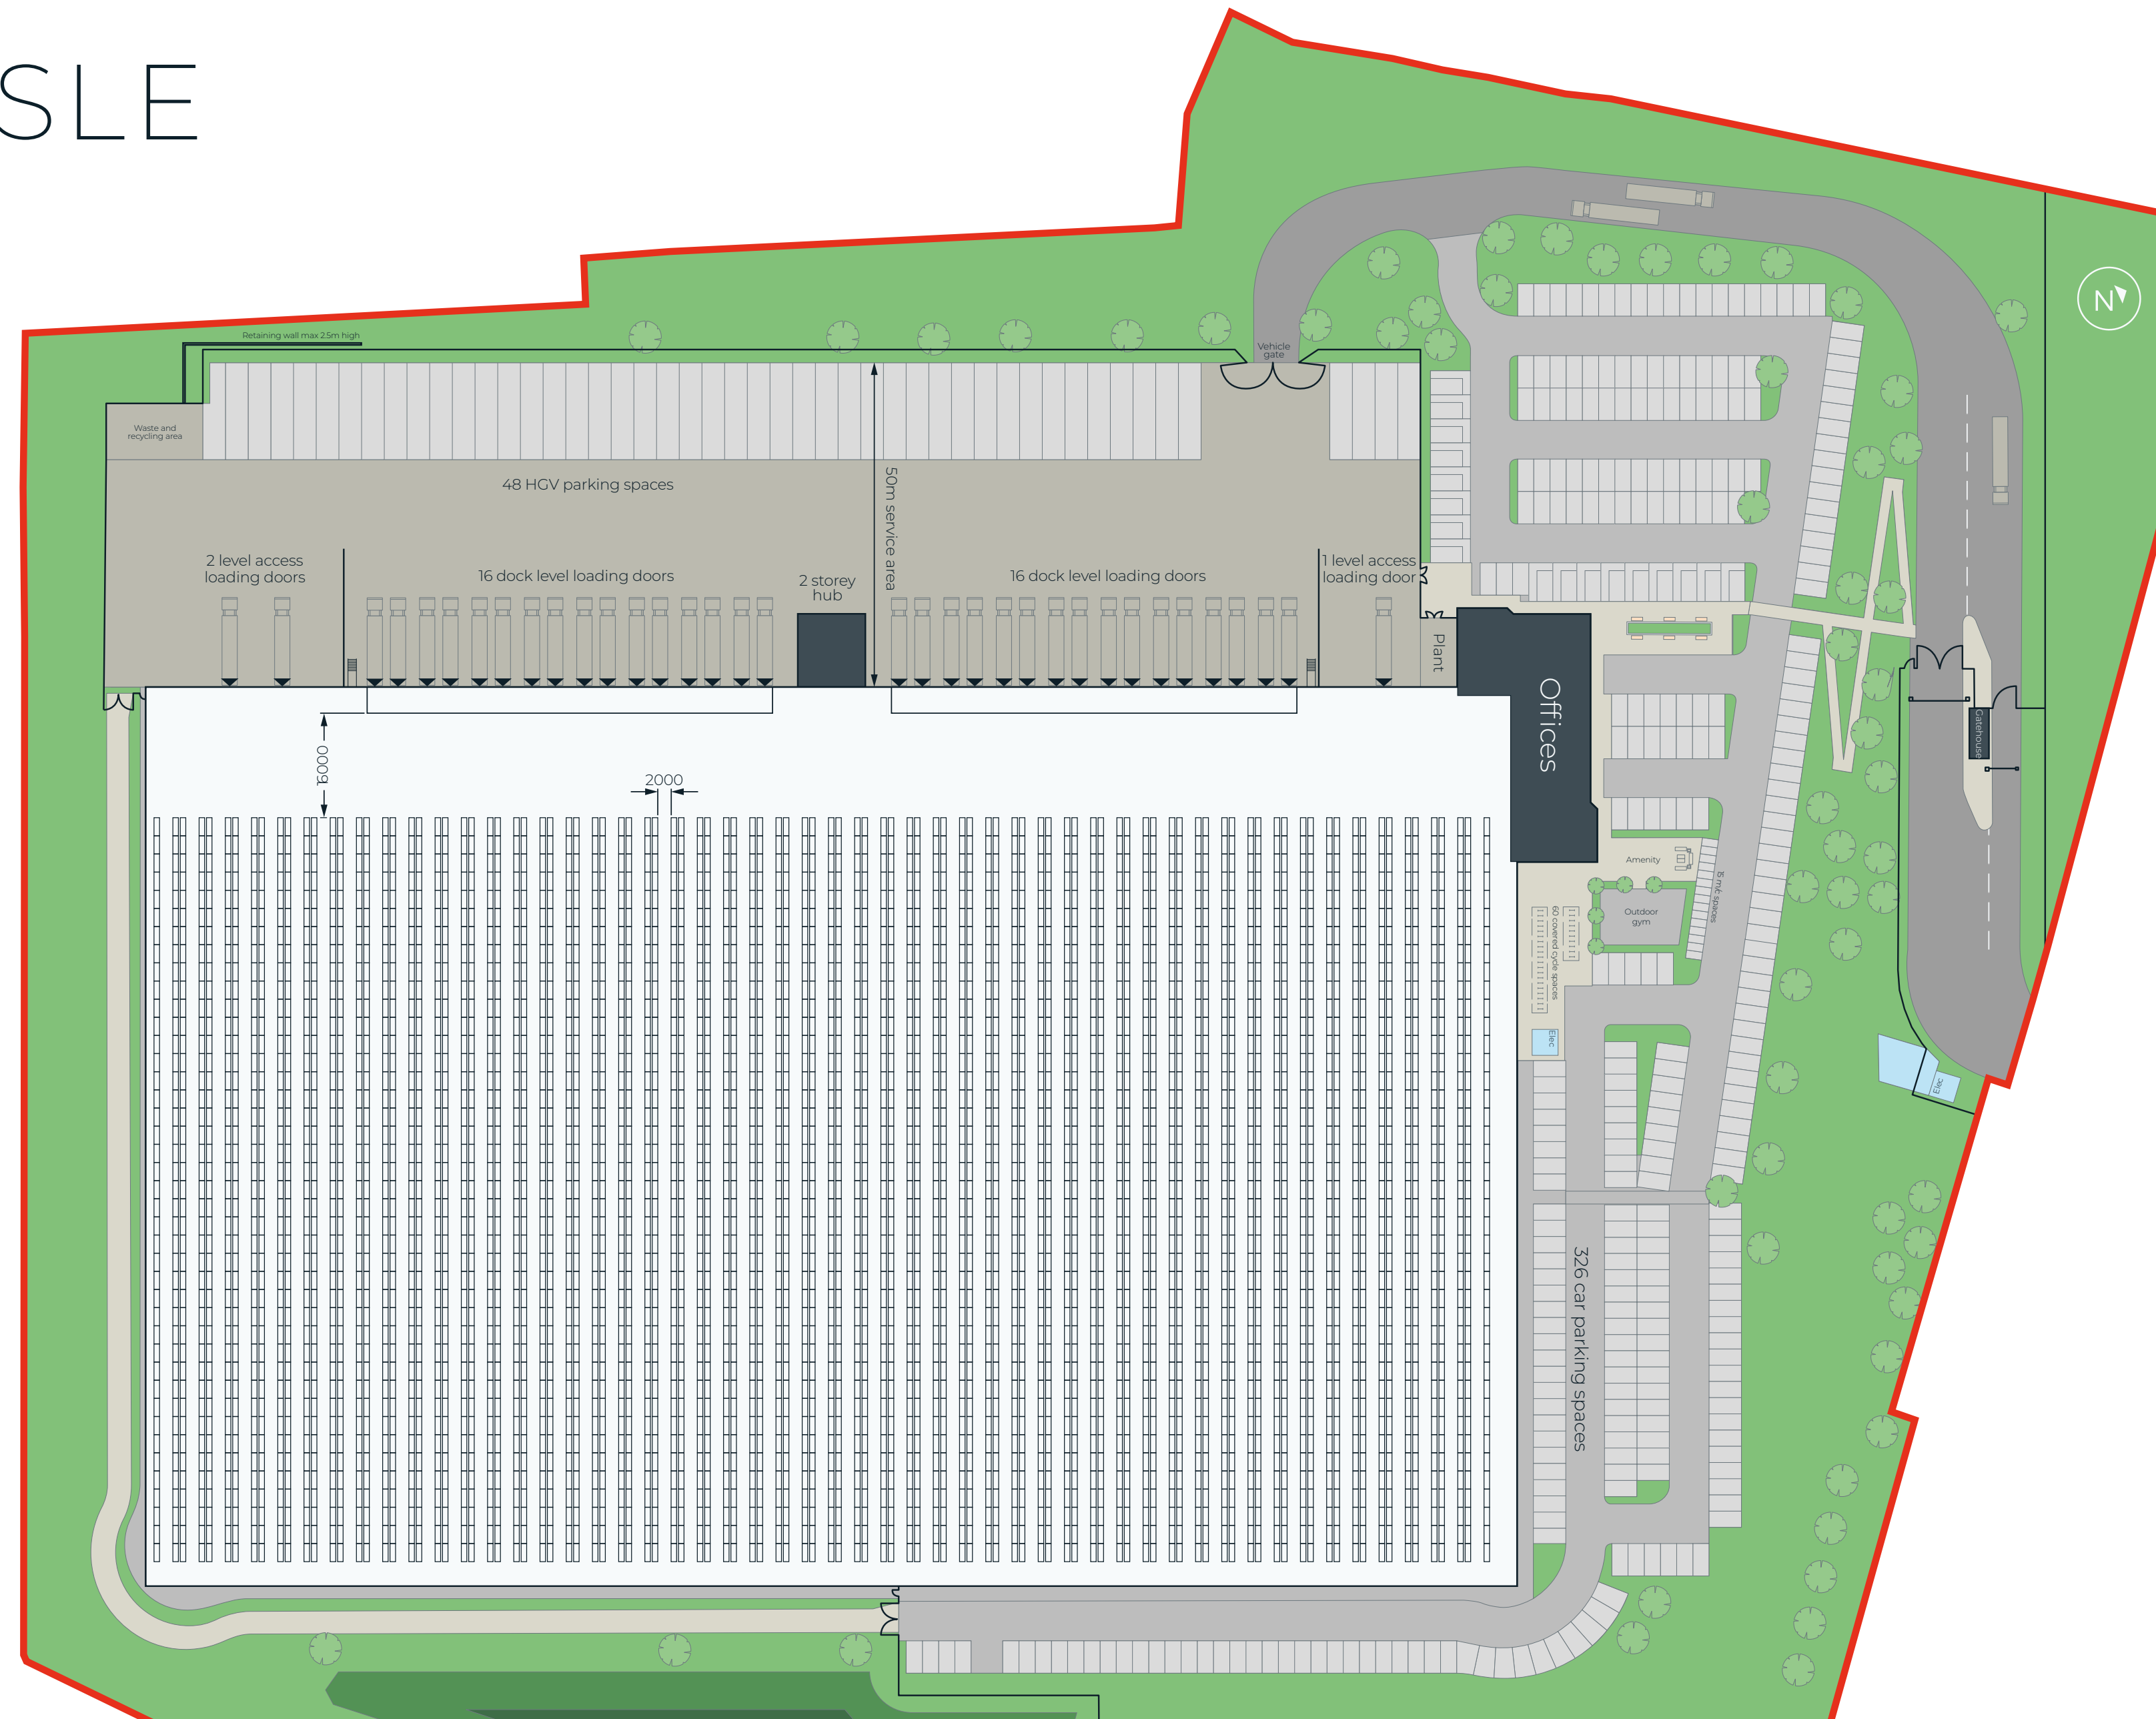 SLE
N
Retaining wall max 2.5m high
Vehicle
gate
Waste and
recycling area
48 HGV parking spaces
50m service area
2 level access
loading doors
16 dock level loading doors
2 storey
hub
16 dock level loading doors
1 level access
loading door
Plant
Offices
Gatehouse
16000
2000
Amenity
15 m/c spaces
Outdoor
gym
60 covered cycle spaces
Elec
Elec
326 car parking spaces